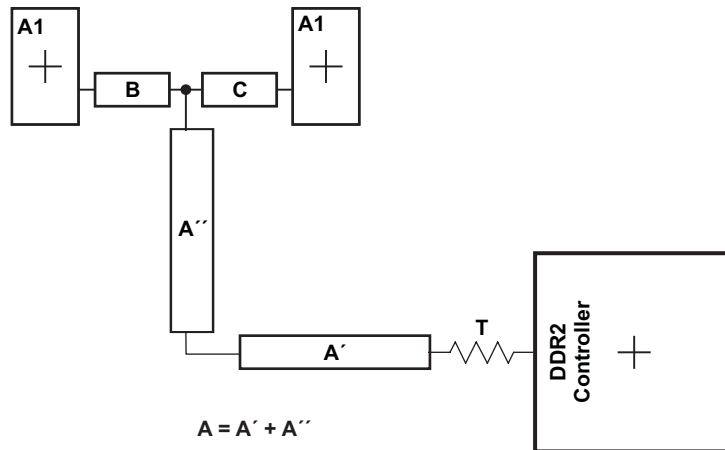 A1
A1
B
C
A´´
T
A´
DDR2
Controller
A = A´ + A´´